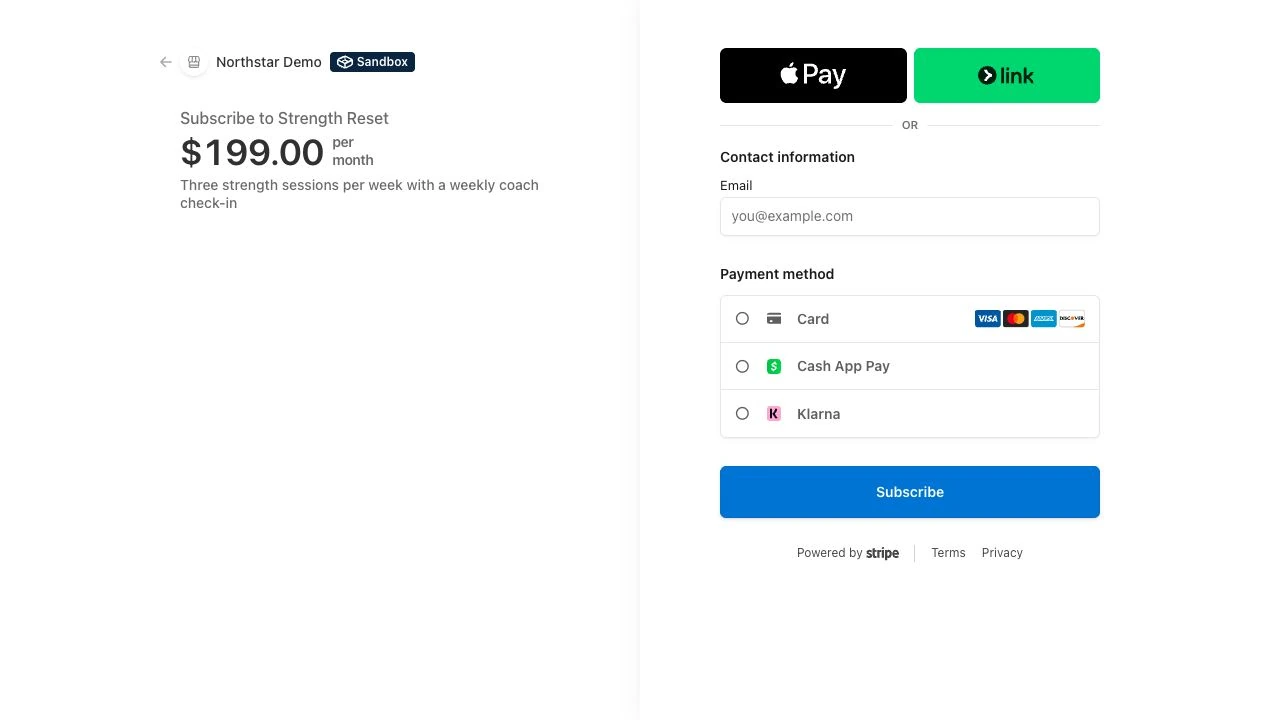 Northstar Demo
Sandbox
Subscribe to Strength Reset
$199.00 per month
Three strength sessions per week with a weekly coach
check-in
Pay
link
OR
Contact information
Email
you@example.com
Payment method
Card
VISA
DISCOVER
Cash App Pay
Klarna
Subscribe
Powered by stripe
Terms
Privacy